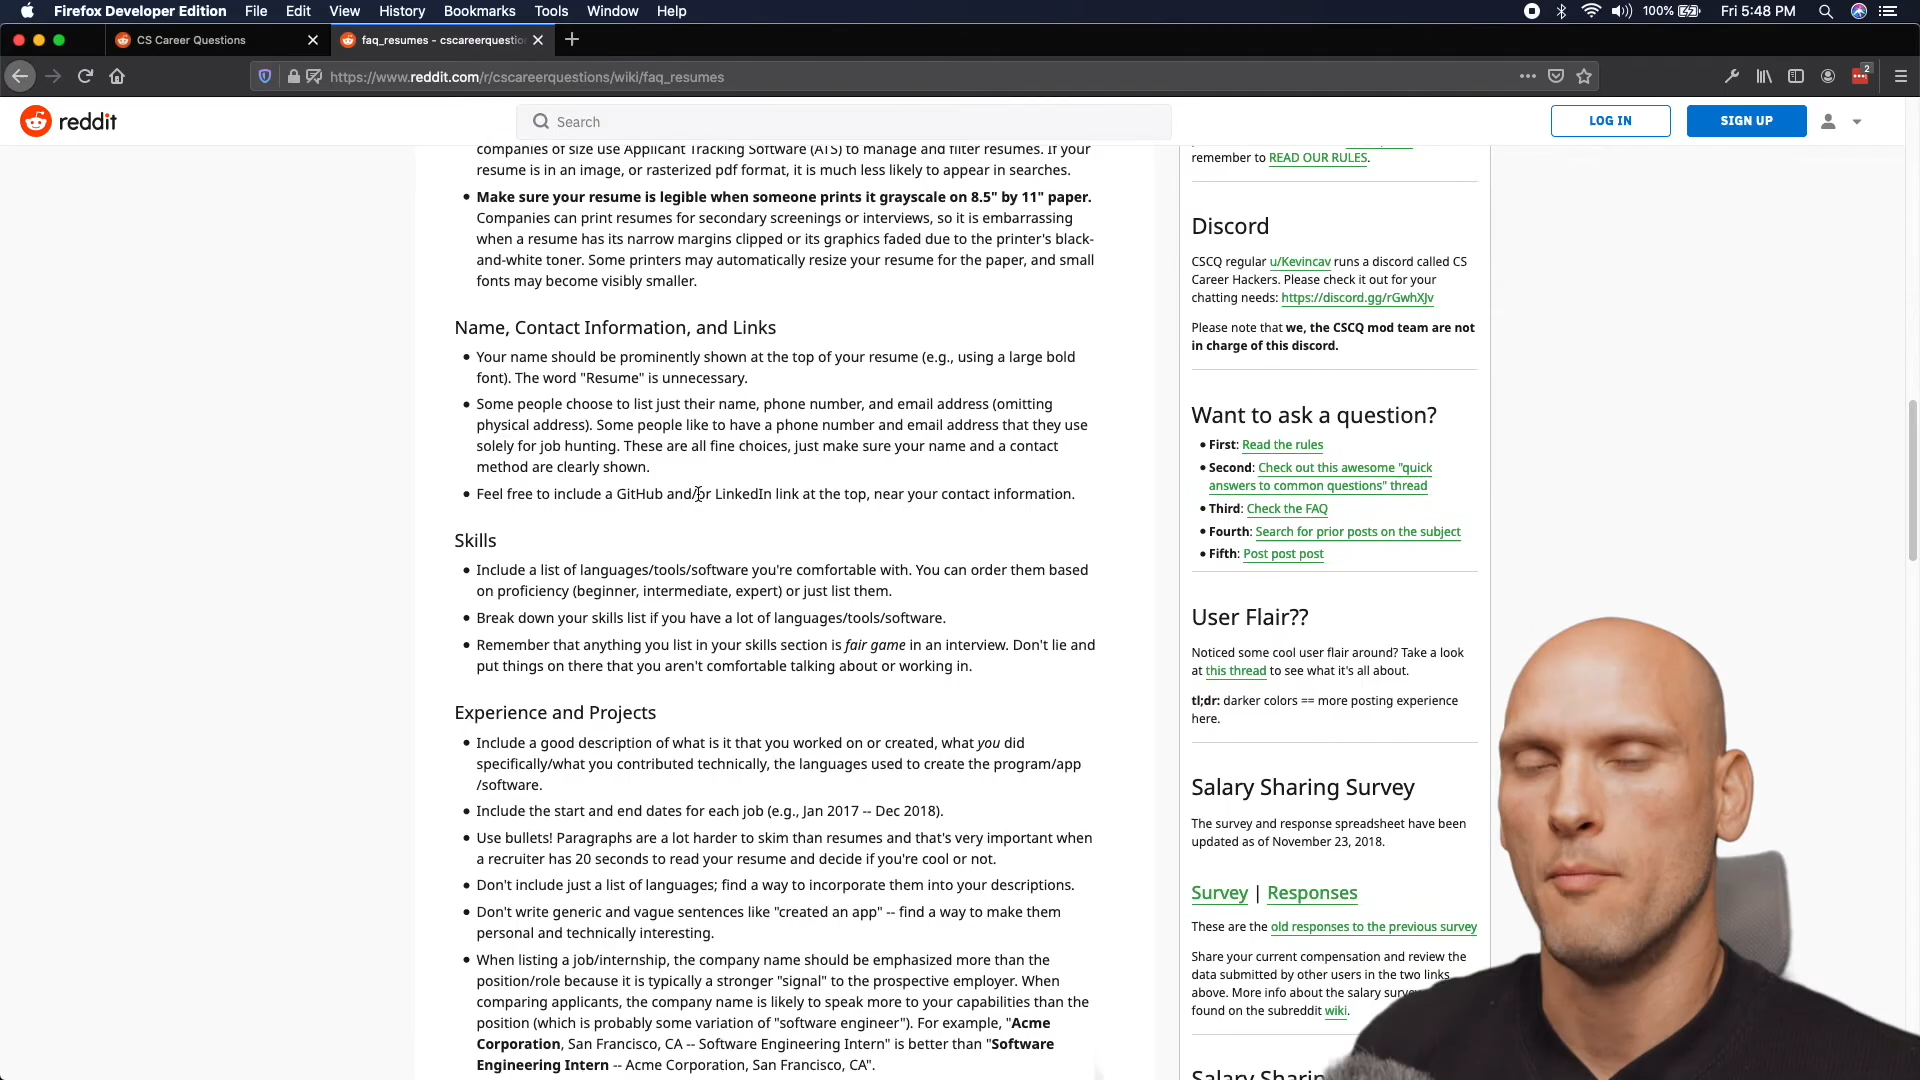 Firefox Developer Edition File Edit View History Bookmarks Tools Window Help 100% Fri 5:48 PM
CS Career Questions faq_resumes - cscareerquestio
https://www.reddit.com/r/cscareerquestions/wiki/faq_resumes 2
reddit Search LOG IN SIGN UP
companies of size use Applicant Tracking Software (ATS) to manage and filter resumes. If your
resume is in an image, or rasterized pdf format, it is much less likely to appear in searches.
• Make sure your resume is legible when someone prints it grayscale on 8.5" by 11" paper.
Companies can print resumes for secondary screenings or interviews, so it is embarrassing
when a resume has its narrow margins clipped or its graphics faded due to the printer's black-
and-white toner. Some printers may automatically resize your resume for the paper, and small
fonts may become visibly smaller.
Name, Contact Information, and Links
• Your name should be prominently shown at the top of your resume (e.g., using a large bold
font). The word "Resume" is unnecessary.
• Some people choose to list just their name, phone number, and email address (omitting
physical address). Some people like to have a phone number and email address that they use
solely for job hunting. These are all fine choices, just make sure your name and a contact
method are clearly shown.
• Feel free to include a GitHub and/or LinkedIn link at the top, near your contact information.
Skills
• Include a list of languages/tools/software you're comfortable with. You can order them based
on proficiency (beginner, intermediate, expert) or just list them.
• Break down your skills list if you have a lot of languages/tools/software.
• Remember that anything you list in your skills section is fair game in an interview. Don't lie and
put things on there that you aren't comfortable talking about or working in.
Experience and Projects
• Include a good description of what is it that you worked on or created, what you did
specifically/what you contributed technically, the languages used to create the program/app
/software.
• Include the start and end dates for each job (e.g., Jan 2017 -- Dec 2018).
• Use bullets! Paragraphs are a lot harder to skim than resumes and that's very important when
a recruiter has 20 seconds to read your resume and decide if you're cool or not.
• Don't include just a list of languages; find a way to incorporate them into your descriptions.
• Don't write generic and vague sentences like "created an app" -- find a way to make them
personal and technically interesting.
• When listing a job/internship, the company name should be emphasized more than the
position/role because it is typically a stronger "signal" to the prospective employer. When
comparing applicants, the company name is likely to speak more to your capabilities than the
position (which is probably some variation of "software engineer"). For example, "Acme
Corporation, San Francisco, CA -- Software Engineering Intern" is better than "Software
Engineering Intern -- Acme Corporation, San Francisco, CA".
remember to READ OUR RULES.
Discord
CSCQ regular u/Kevincav runs a discord called CS
Career Hackers. Please check it out for your
chatting needs: https://discord.gg/rGwhXJv
Please note that we, the CSCQ mod team are not
in charge of this discord.
Want to ask a question?
• First: Read the rules
• Second: Check out this awesome "quick
answers to common questions" thread
• Third: Check the FAQ
• Fourth: Search for prior posts on the subject
• Fifth: Post post post
User Flair??
Noticed some cool user flair around? Take a look
at this thread to see what it's all about.
tl;dr: darker colors == more posting experience
here.
Salary Sharing Survey
The survey and response spreadsheet have been
updated as of November 23, 2018.
Survey | Responses
These are the old responses to the previous survey
Share your current compensation and review the
data submitted by other users in the two links
above. More info about the salary surve
found on the subreddit wiki.
Salary Sharin